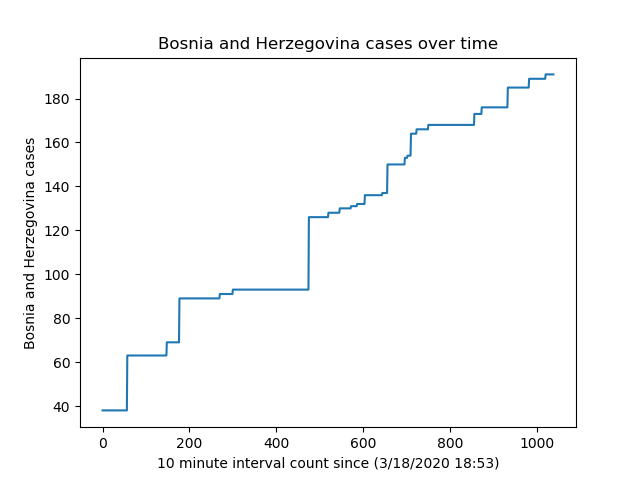 Bosnia and Herzegovina cases over time
Bosnia and Herzegovina cases
180
160
140
120
100
80
60
40
0 200 400 600 800 1000
10 minute interval count since (3/18/2020 18:53)